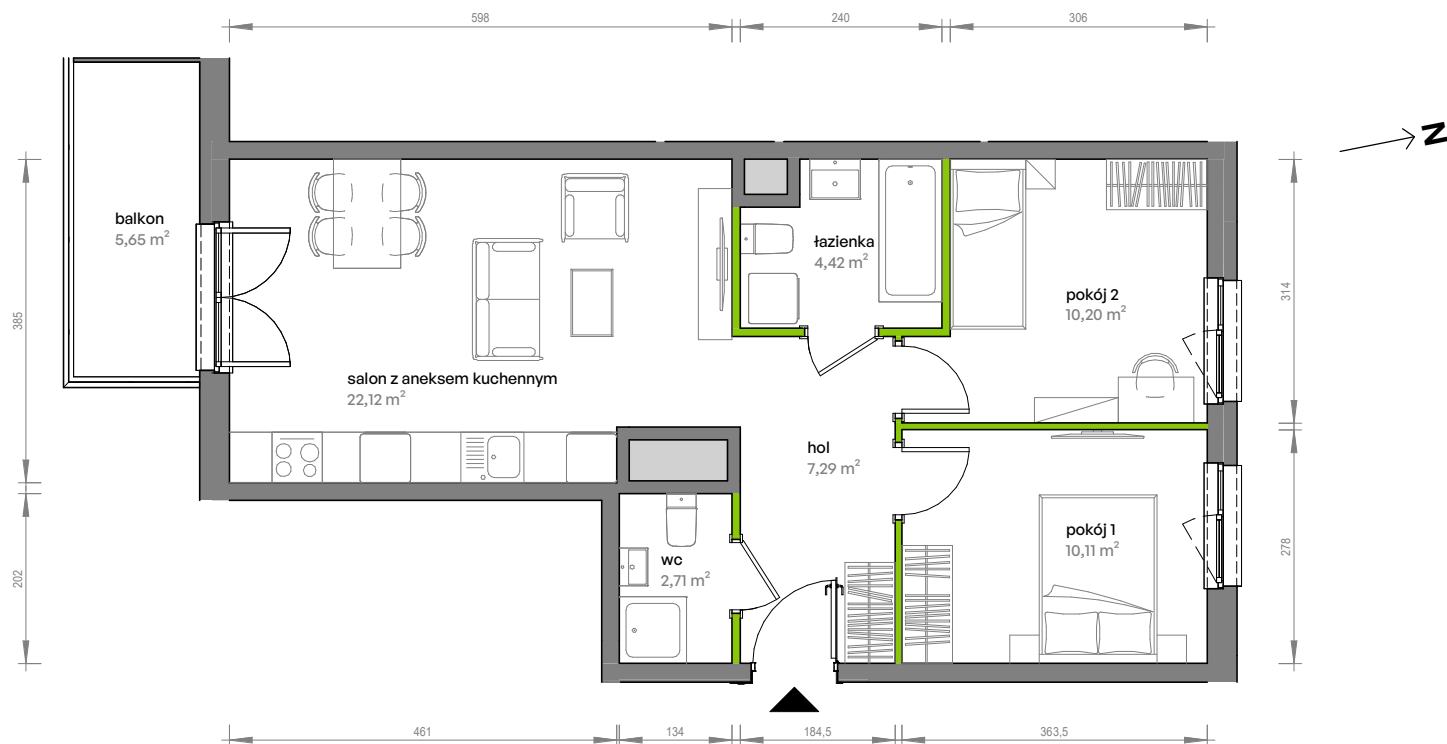 598
240
306
N
balkon
5,65 m²
łazienka
4,42 m²
pokój 2
10,20 m²
314
385
salon z aneksem kuchennym
22,12 m²
hol
7,29 m²
pokój 1
10,11 m²
278
wc
2,71 m²
202
461
134
184,5
363,5